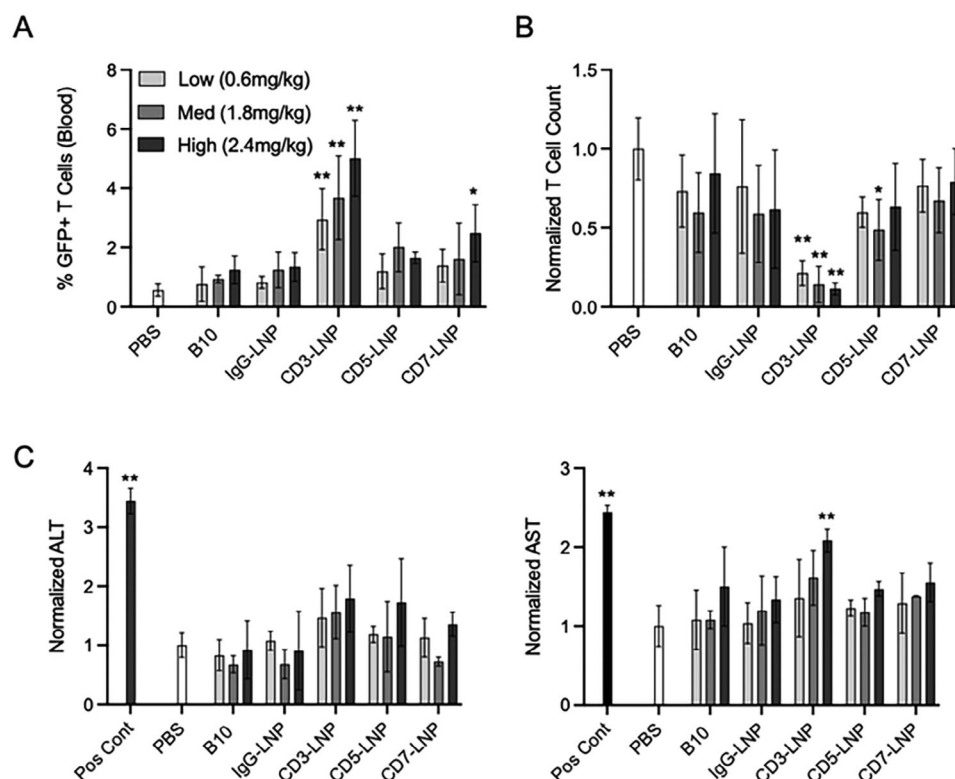 A
% GFP+ T Cells (Blood)
8
6
4
2
0
Low (0.6mg/kg)
Med (1.8mg/kg)
High (2.4mg/kg)
**
**
**
*
PBS
B10
IgG-LNP
CD3-LNP
CD5-LNP
CD7-LNP
B
Normalized T Cell Count
1.5
1.0
0.5
0.0
**
**
**
*
PBS
B10
IgG-LNP
CD3-LNP
CD5-LNP
CD7-LNP
C
Normalized ALT
4
3
2
1
0
**
Pos Cont
PBS
B10
IgG-LNP
CD3-LNP
CD5-LNP
CD7-LNP
Normalized AST
3
2
1
0
**
**
Pos Cont
PBS
B10
IgG-LNP
CD3-LNP
CD5-LNP
CD7-LNP